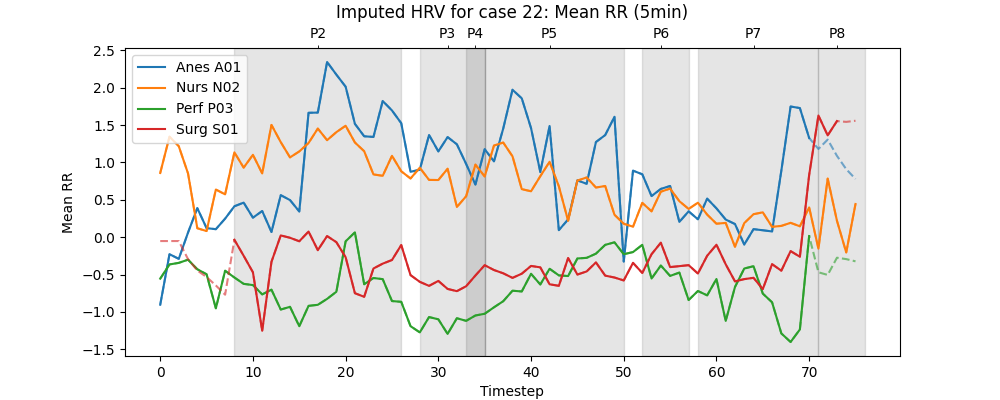 Imputed HRV for case 22: Mean RR (5min)
P2 P3 P4 P5 P6 P7 P8
Anes A01
Nurs N02
Perf P03
Surg S01
2.5
2.0
1.5
1.0
0.5
0.0
−0.5
−1.0
−1.5
Mean RR
0 10 20 30 40 50 60 70
Timestep